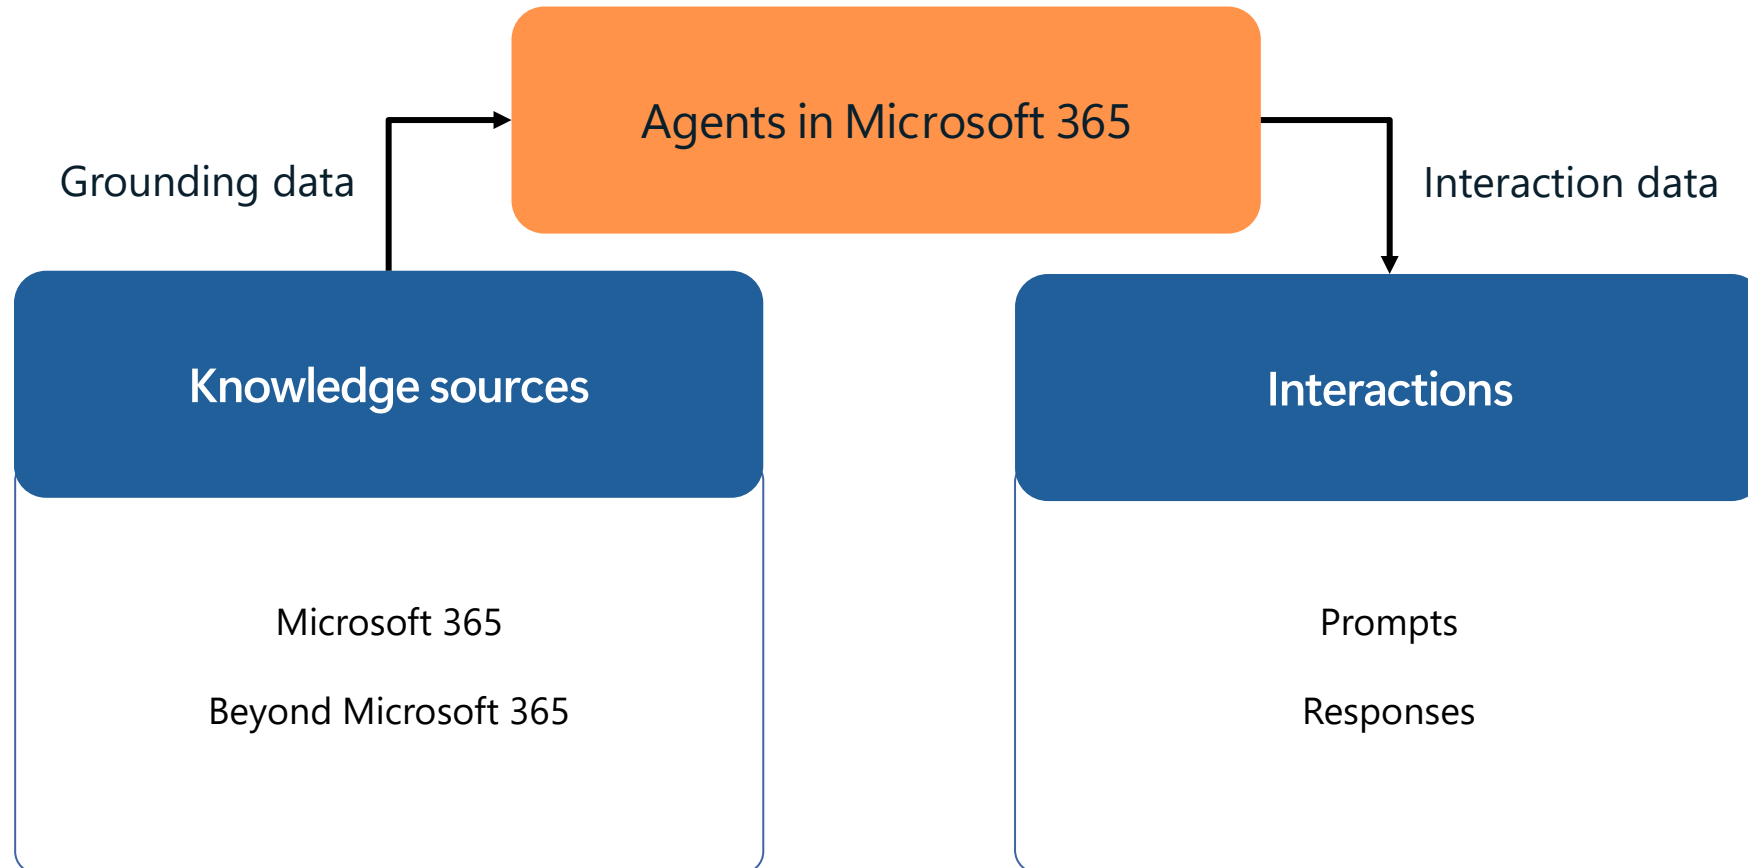 Agents in Microsoft 365
Grounding data
Interaction data
Knowledge sources
Microsoft 365
Beyond Microsoft 365
Interactions
Prompts
Responses